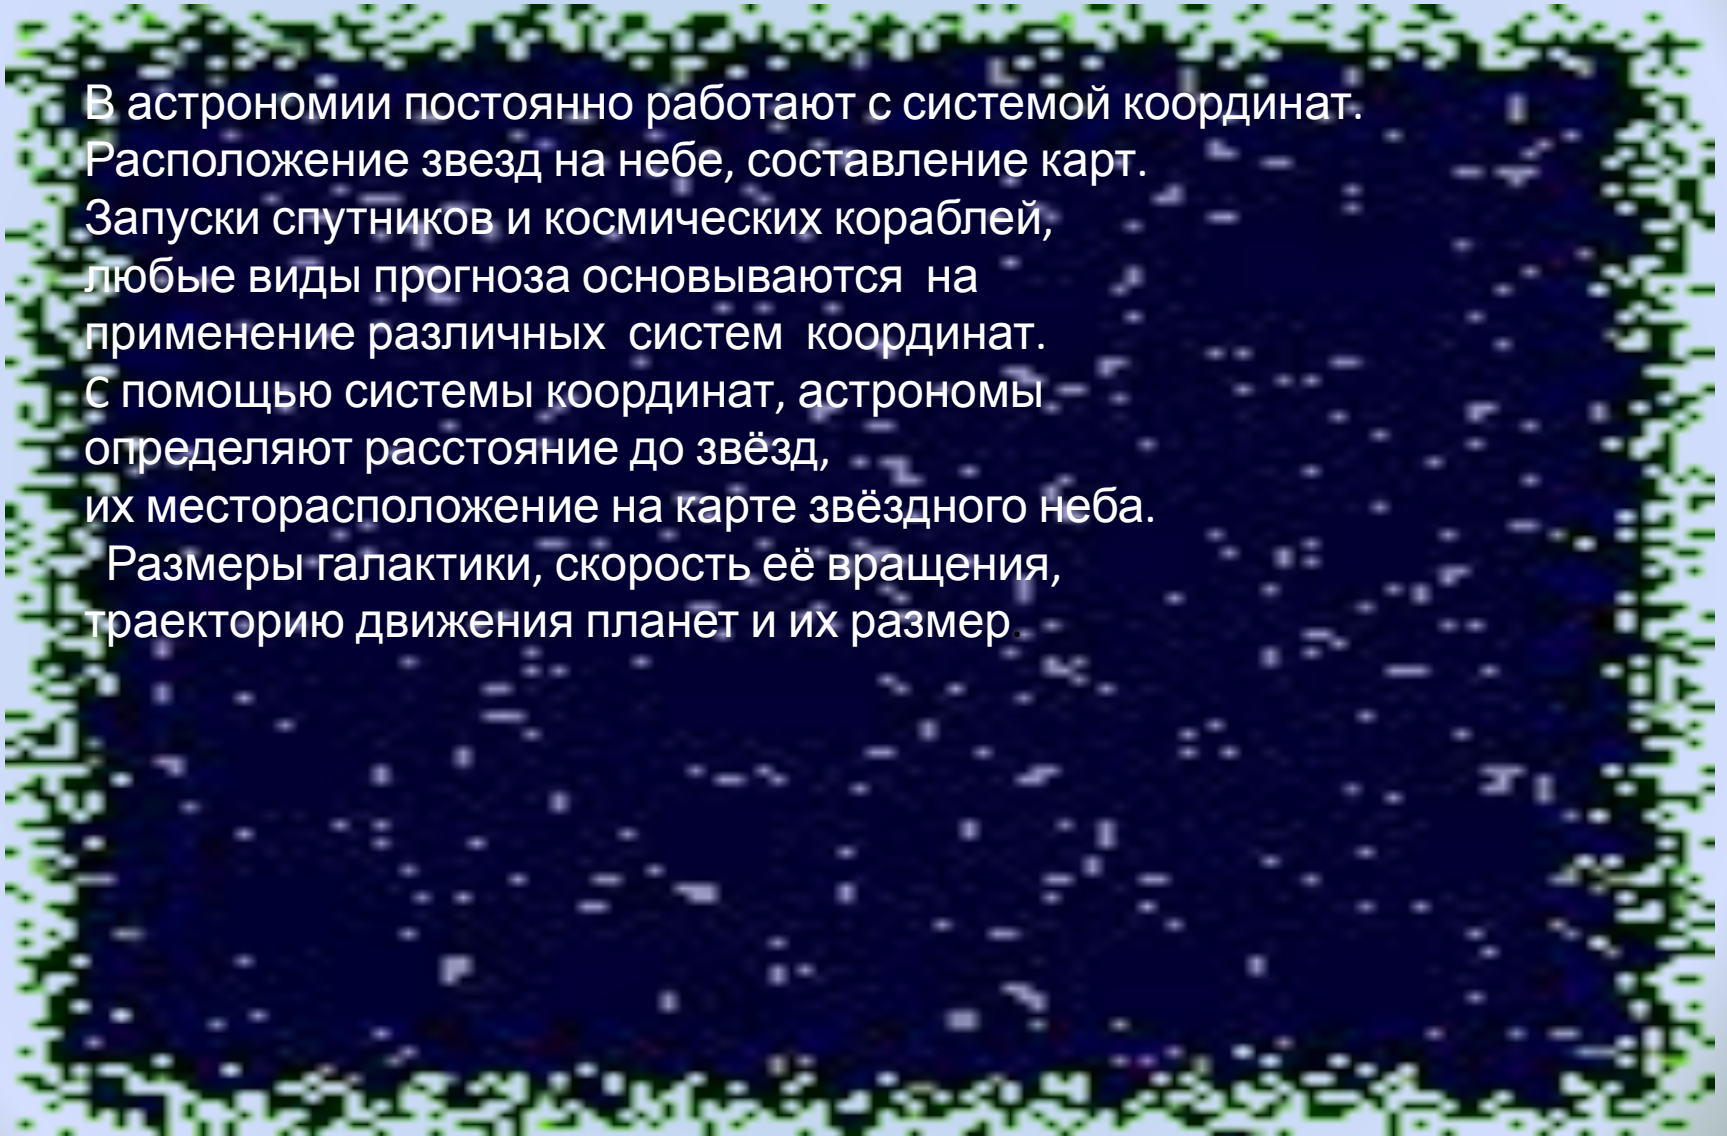 В астрономии постоянно работают с системой координат.
Расположение звезд на небе, составление карт.
Запуски спутников и космических кораблей,
любые виды прогноза основываются на
применение различных систем координат.
С помощью системы координат, астрономы
определяют расстояние до звёзд,
их месторасположение на карте звёздного неба.
Размеры галактики, скорость её вращения,
траекторию движения планет и их размер.